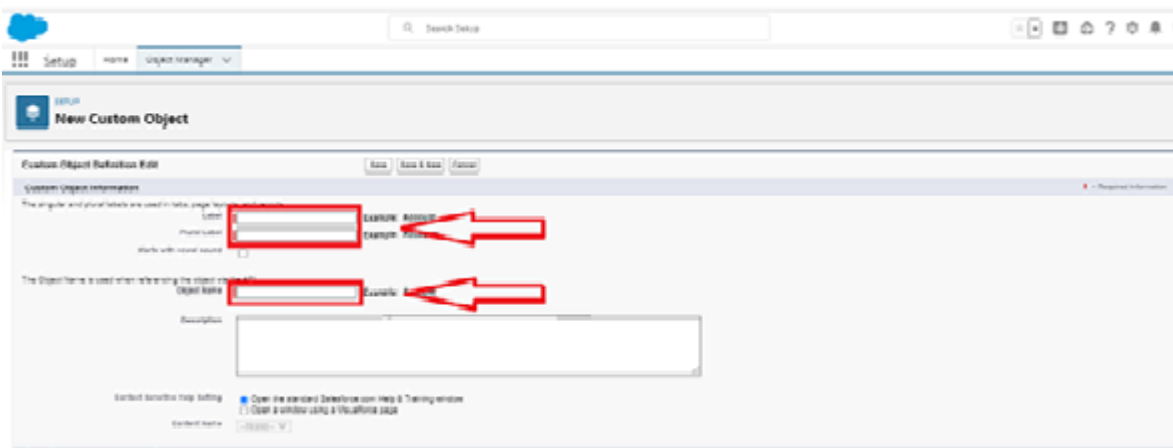 Search Setup
Setup Home Object Manager
SETUP
New Custom Object
Custom Object Definition Edit Save Save & New Cancel
Custom Object Information = Required Information
The singular and plural labels are used in tabs, page layouts, and
Label Example: Account
Plural Label Example:
Starts with vowel sound
The Object Name is used when referencing the object via the API.
Object Name Example: Account
Description
Context-Sensitive Help Setting Open the standard Salesforce.com Help & Training window
Open a window using a Visualforce page
Content Name --None--